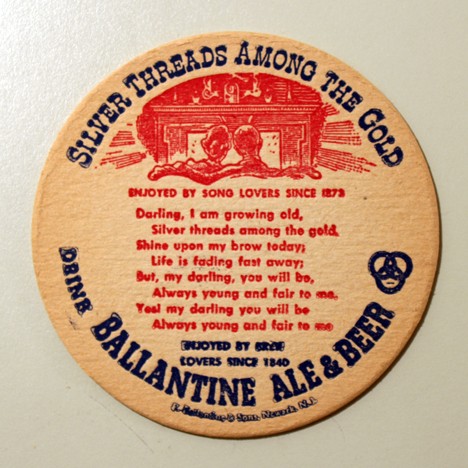 SILVER THREADS AMONG THE GOLD
ENJOYED BY SONG LOVERS SINCE 1873
Darling, I am growing old,
Silver threads among the gold,
Shine upon my brow today;
Life is fading fast away;
But, my darling, you will be,
Always young and fair to me.
Yes! my darling you will be
Always young and fair to me
ENJOYED BY BEER
LOVERS SINCE 1840
DRINK BALLANTINE ALE & BEER
P. Ballantine & Sons, Newark, N.J.